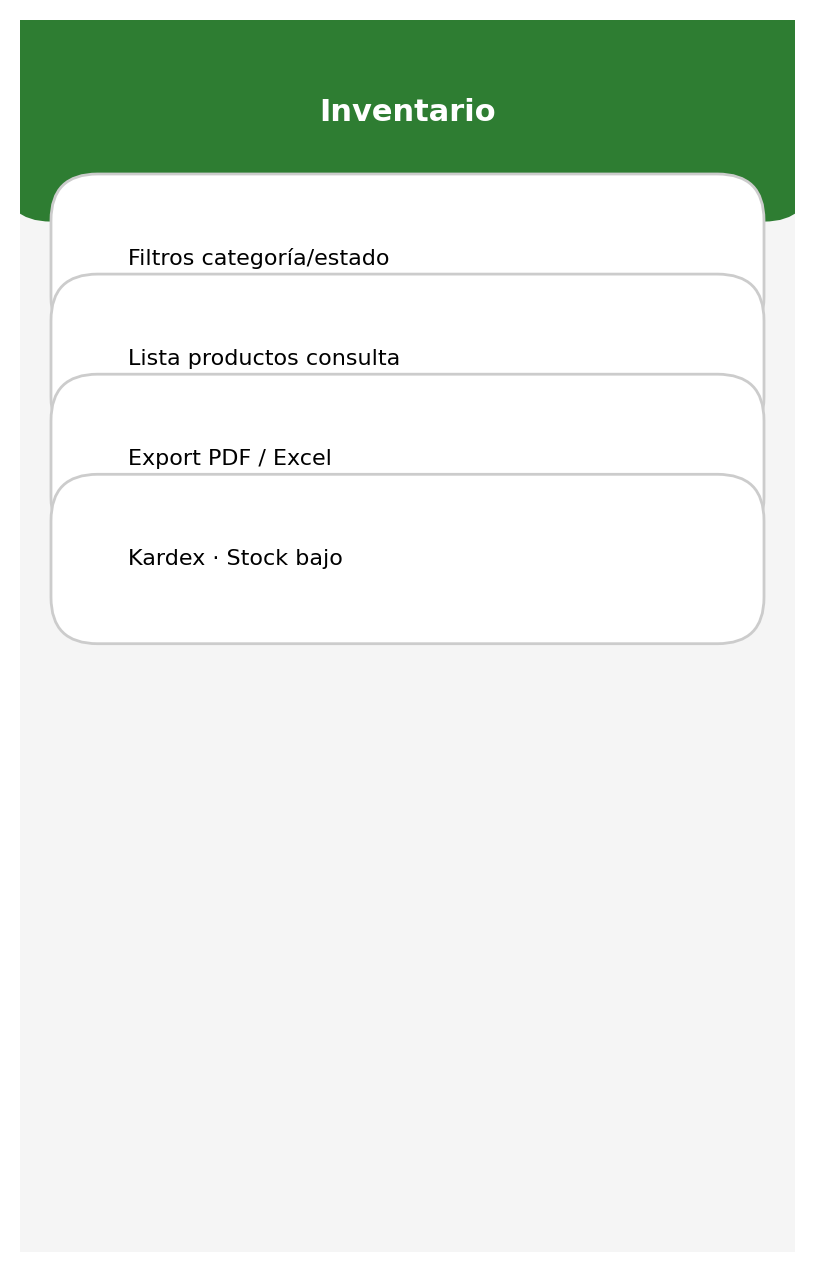 Inventario
Filtros categoría/estado
Lista productos consulta
Export PDF / Excel
Kardex · Stock bajo